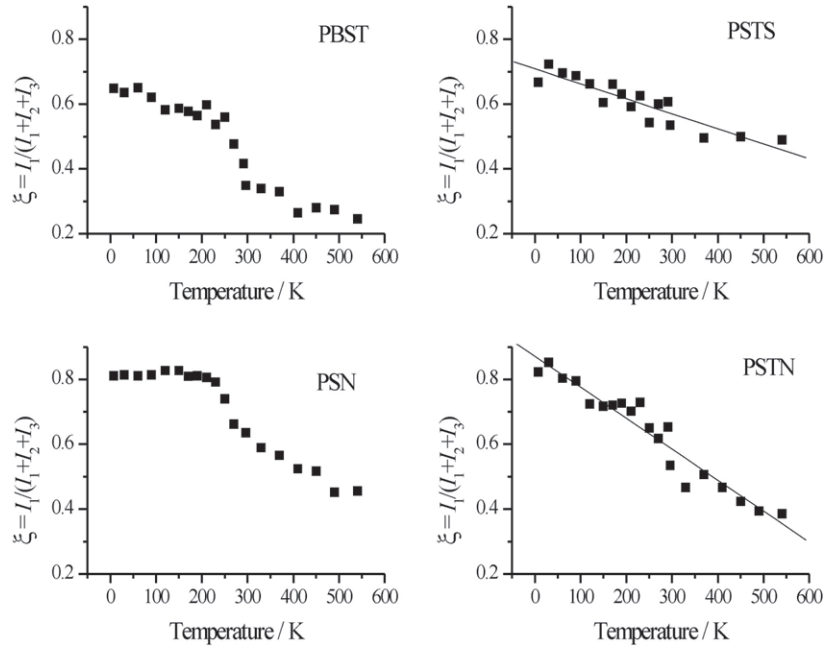 PBST
0.8
0.6
0.4
0.2
ξ = I1/(I1+I2+I3)
0 100 200 300 400 500 600
Temperature / K
PSTS
0.8
0.6
0.4
0.2
ξ = I1/(I1+I2+I3)
0 100 200 300 400 500 600
Temperature / K
PSN
0.8
0.6
0.4
0.2
ξ = I1/(I1+I2+I3)
0 100 200 300 400 500 600
Temperature / K
PSTN
0.8
0.6
0.4
0.2
ξ = I1/(I1+I2+I3)
0 100 200 300 400 500 600
Temperature / K